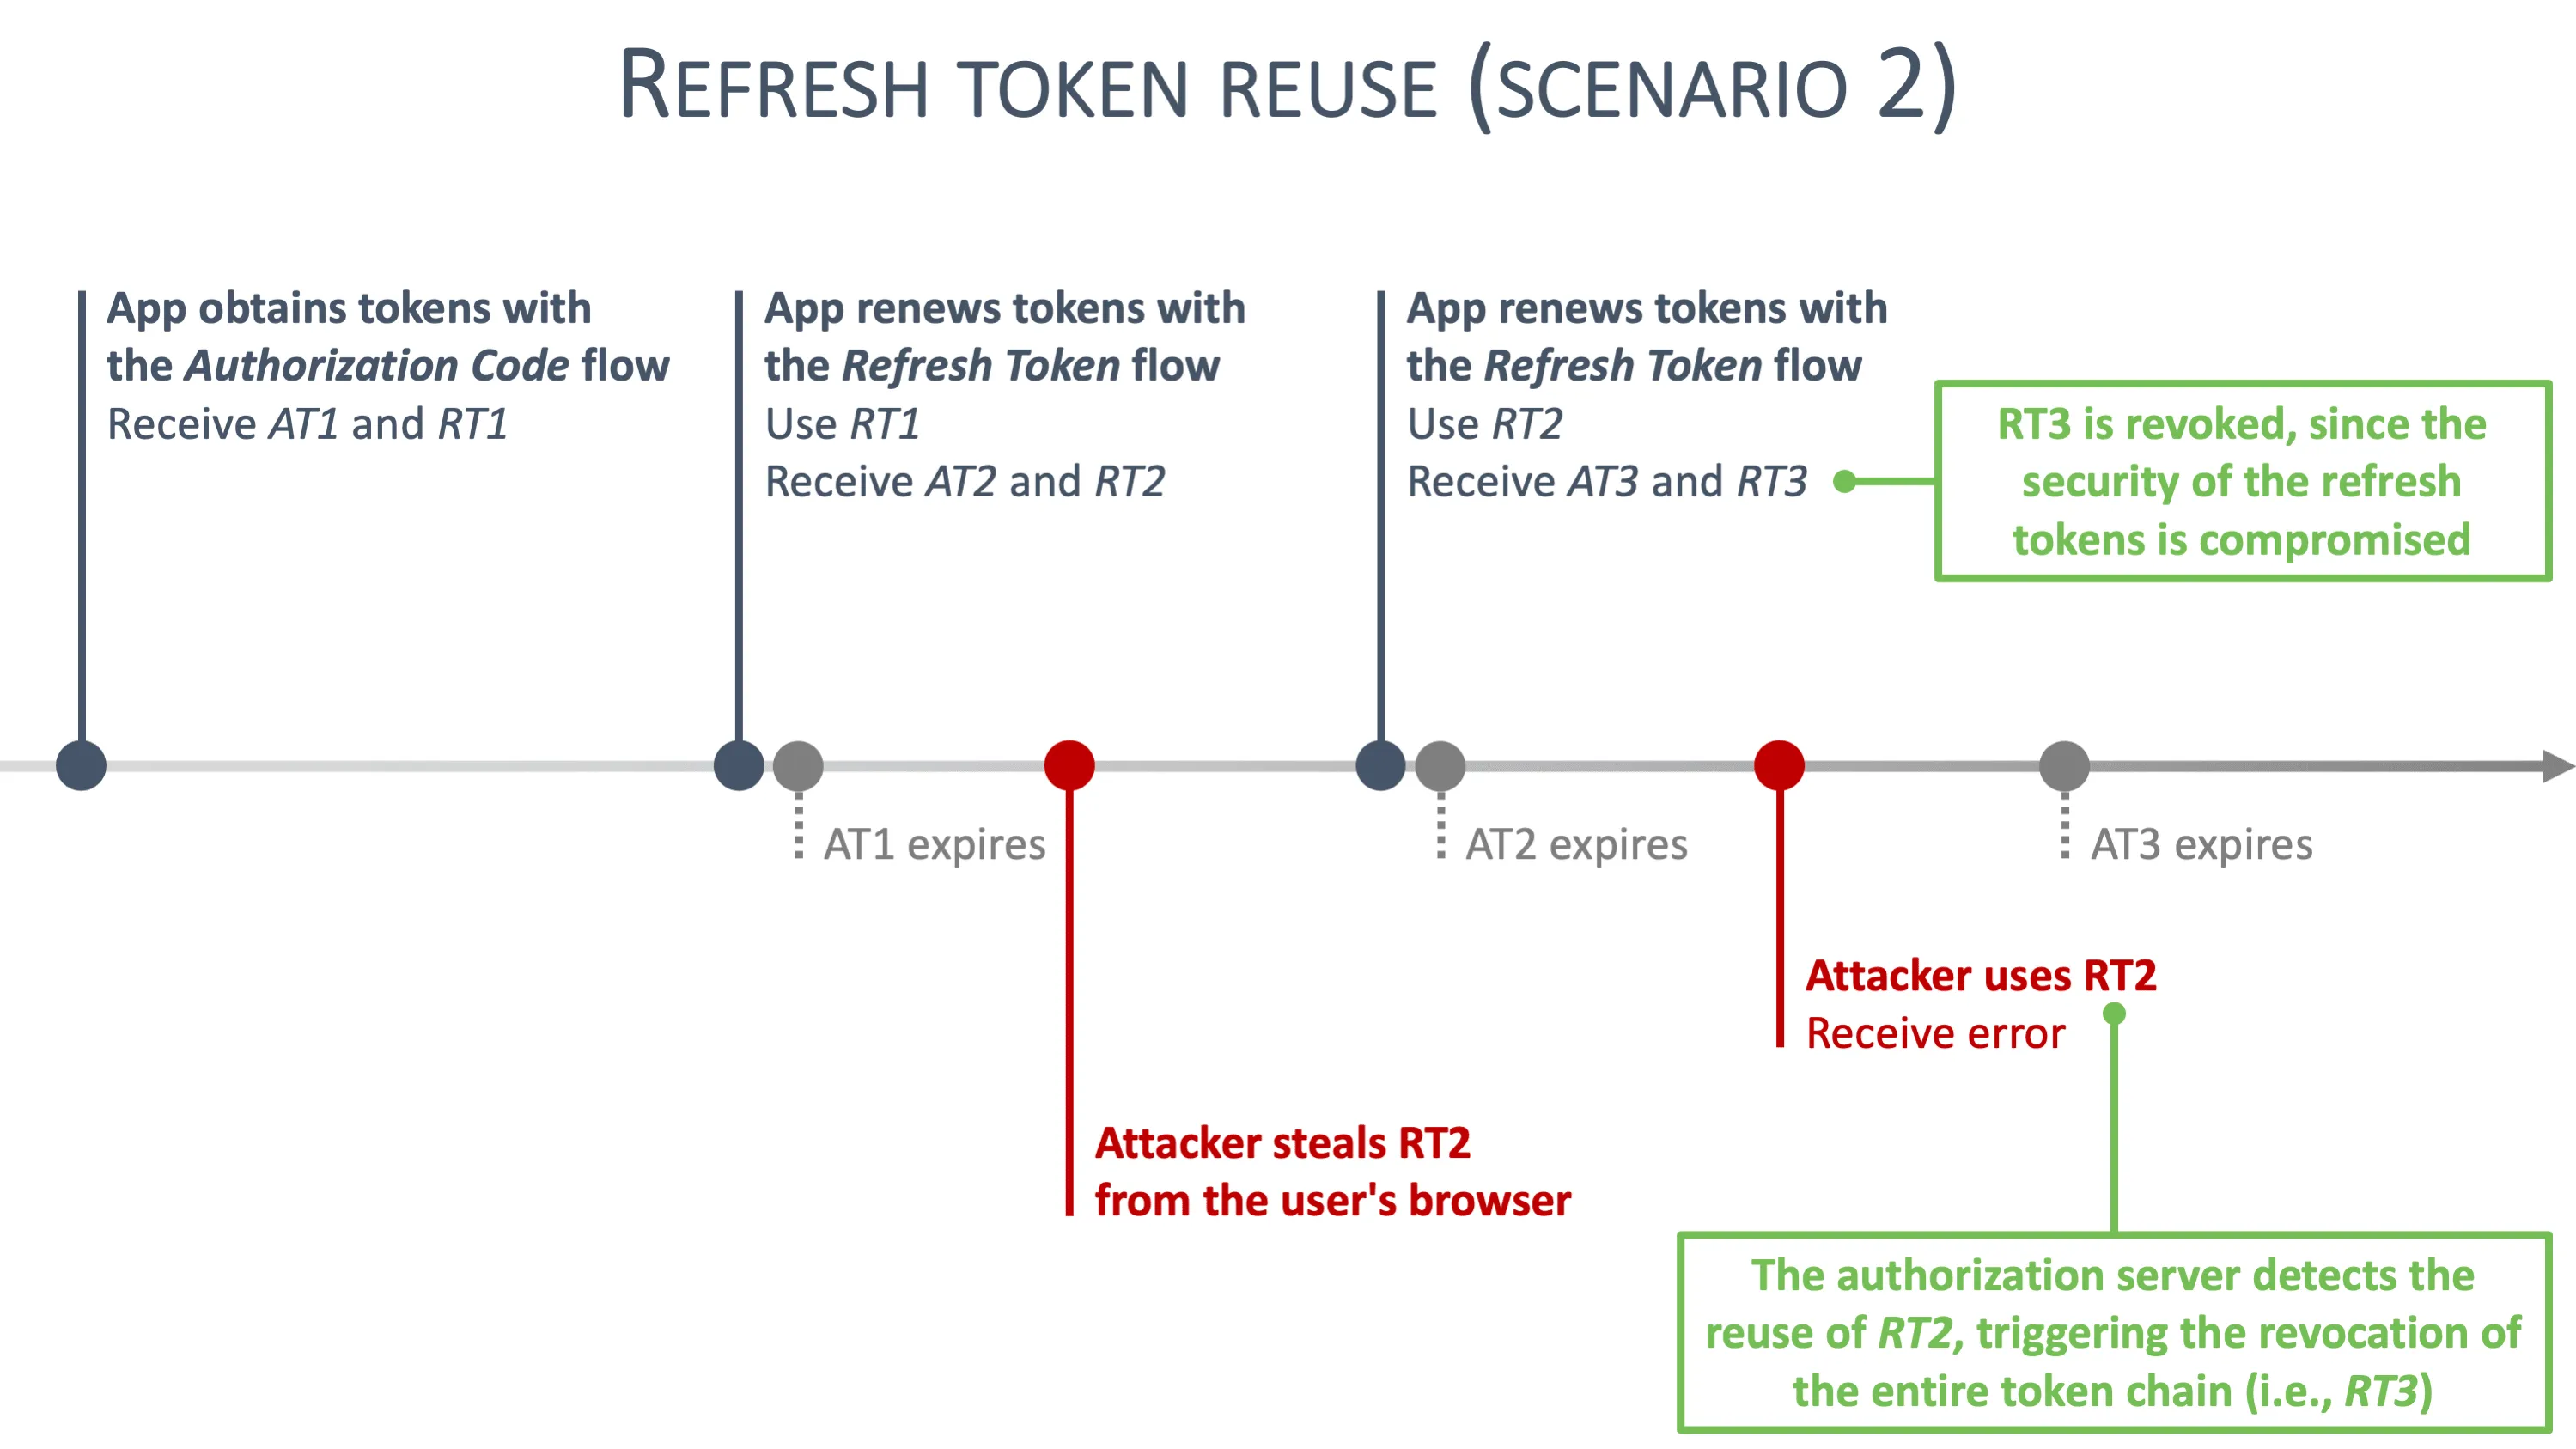 REFRESH TOKEN REUSE (SCENARIO 2)
App obtains tokens with
the Authorization Code flow
Receive AT1 and RT1
App renews tokens with
the Refresh Token flow
Use RT1
Receive AT2 and RT2
App renews tokens with
the Refresh Token flow
Use RT2
Receive AT3 and RT3
RT3 is revoked, since the
security of the refresh
tokens is compromised
AT1 expires
AT2 expires
AT3 expires
Attacker uses RT2
Receive error
Attacker steals RT2
from the user's browser
The authorization server detects the
reuse of RT2, triggering the revocation of
the entire token chain (i.e., RT3)